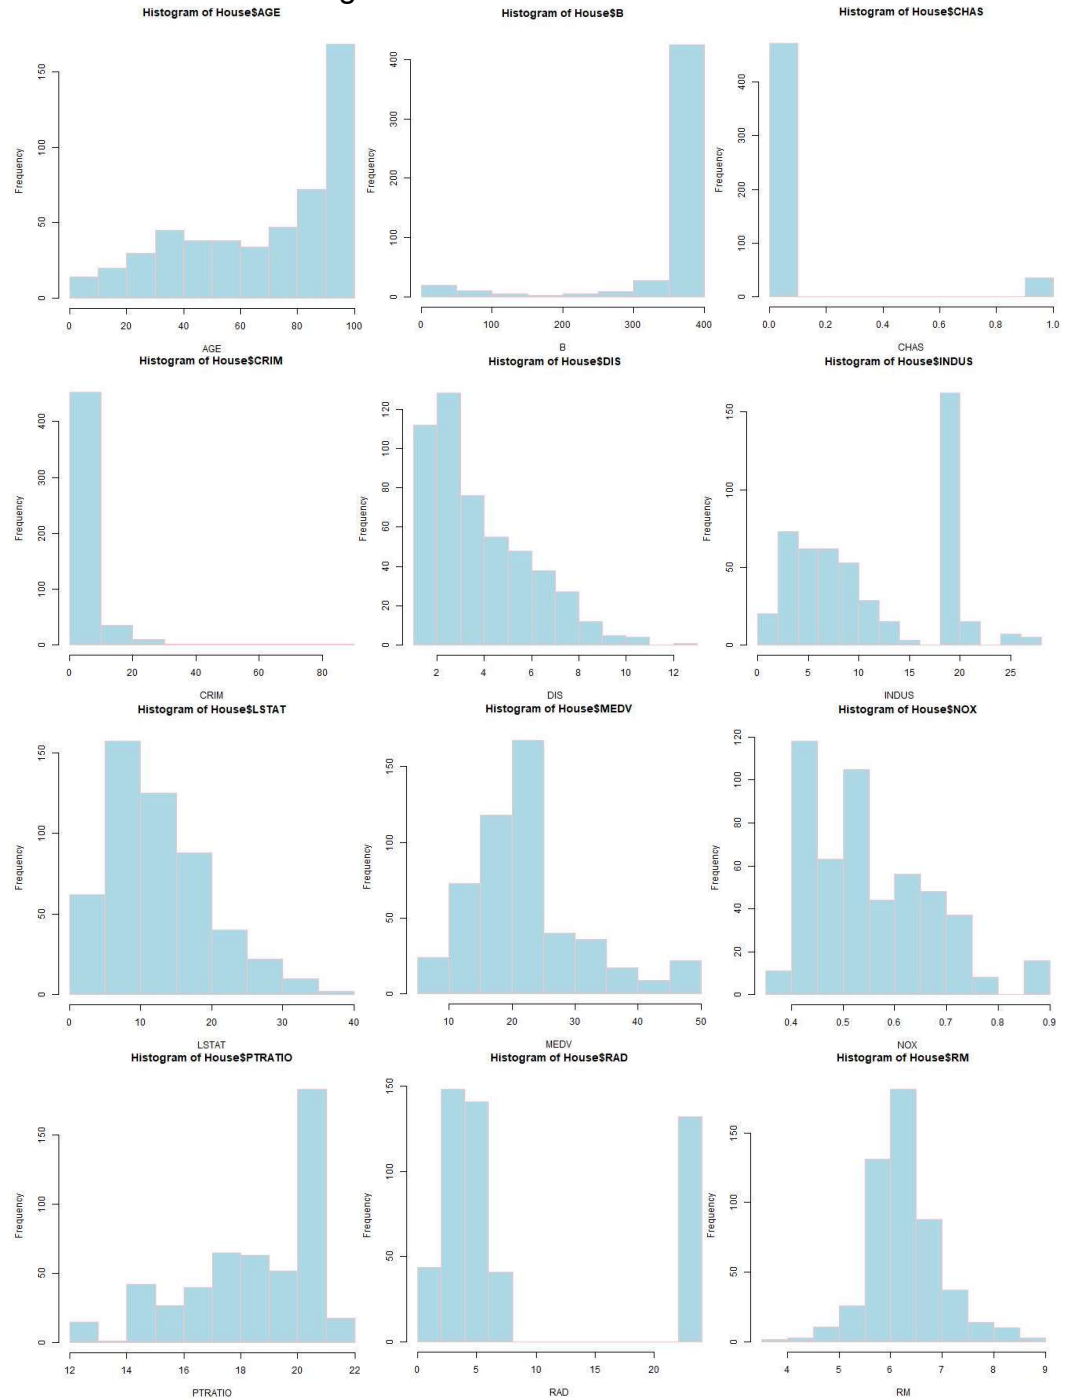 Histogram of House$AGE
Frequency
0 50 100 150
0 20 40 60 80 100
AGE
Histogram of House$B
Frequency
0 100 200 300 400
0 100 200 300 400
B
Histogram of House$CHAS
Frequency
0 100 200 300 400
0.0 0.2 0.4 0.6 0.8 1.0
CHAS
Histogram of House$CRIM
Frequency
0 100 200 300 400
0 20 40 60 80
CRIM
Histogram of House$DIS
Frequency
0 20 40 60 80 100 120
2 4 6 8 10 12
DIS
Histogram of House$INDUS
Frequency
0 50 100 150
0 5 10 15 20 25
INDUS
Histogram of House$LSTAT
Frequency
0 50 100 150
0 10 20 30 40
LSTAT
Histogram of House$MEDV
Frequency
0 50 100 150
10 20 30 40 50
MEDV
Histogram of House$NOX
Frequency
0 20 40 60 80 100 120
0.4 0.5 0.6 0.7 0.8 0.9
NOX
Histogram of House$PTRATIO
Frequency
0 50 100 150
12 14 16 18 20 22
PTRATIO
Histogram of House$RAD
Frequency
0 50 100 150
0 5 10 15 20
RAD
Histogram of House$RM
Frequency
0 50 100 150
4 5 6 7 8 9
RM